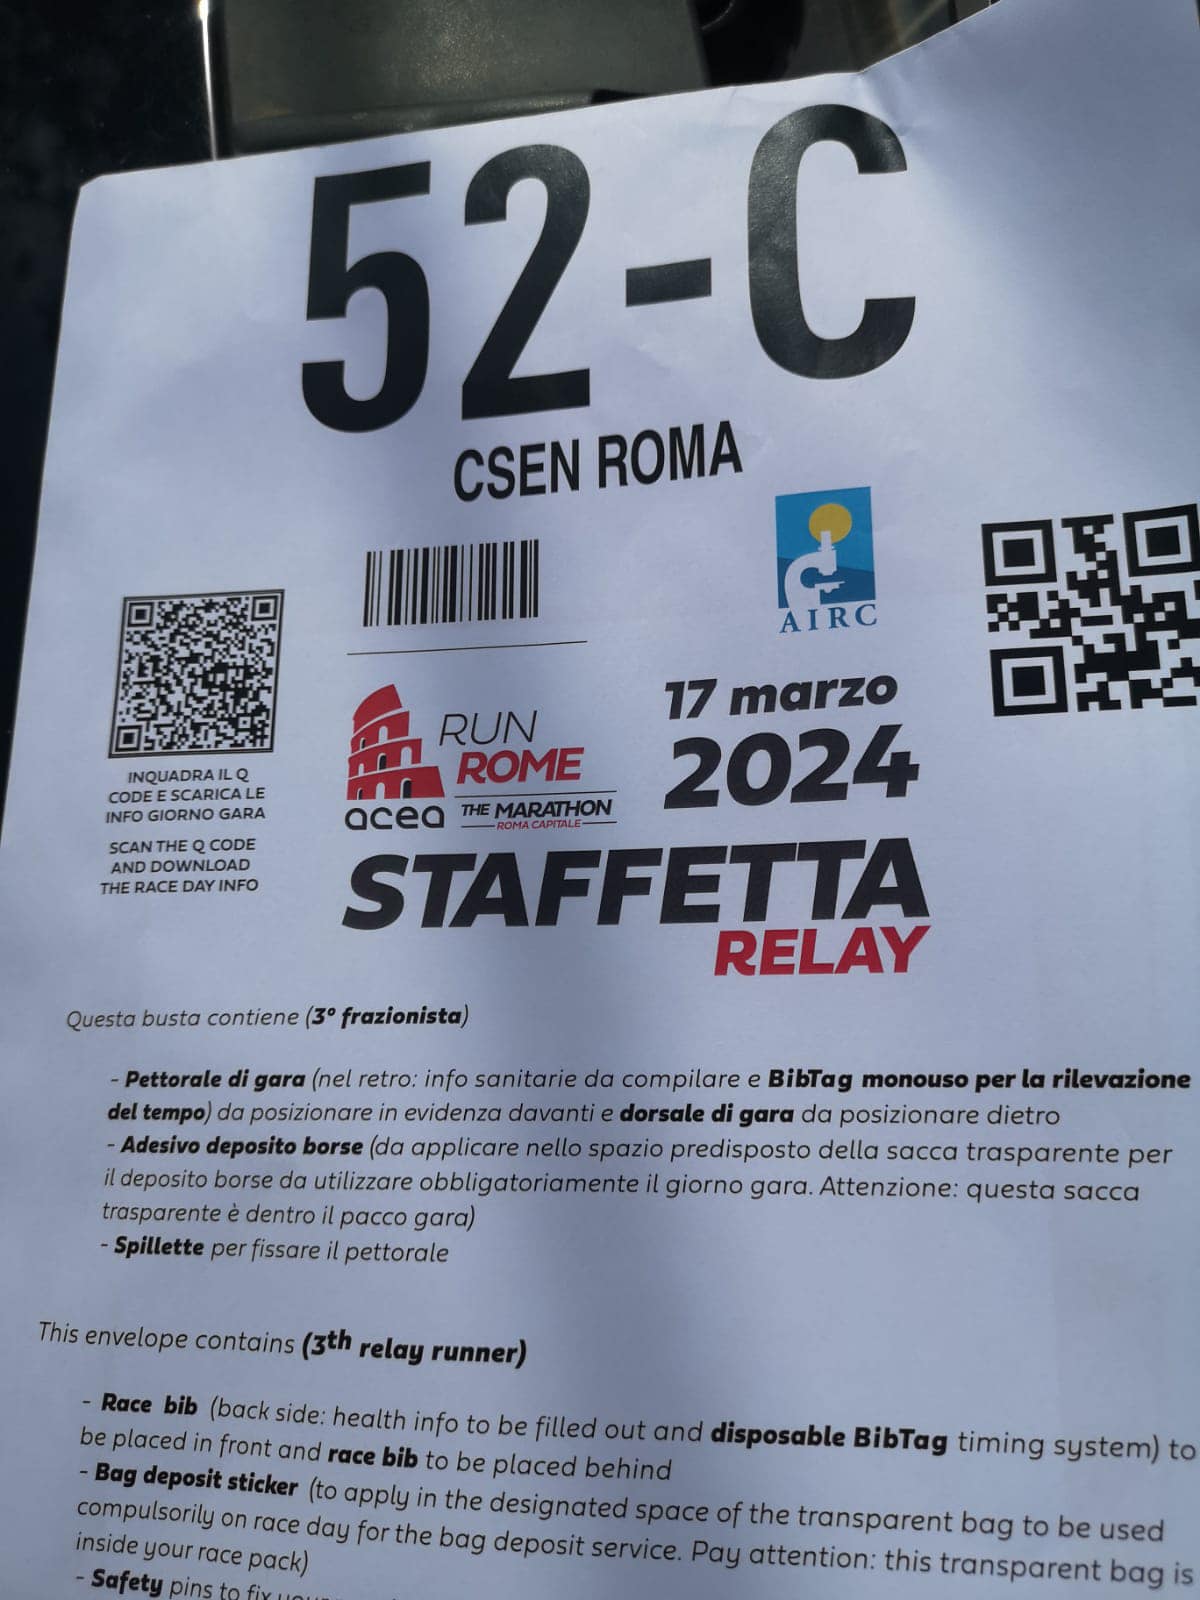 52-C
CSEN ROMA
AIRC
INQUADRA IL Q
CODE E SCARICA LE
INFO GIORNO GARA
SCAN THE Q CODE
AND DOWNLOAD
THE RACE DAY INFO
RUN
ROME
acea THE MARATHON
ROMA CAPITALE
17 marzo
2024
STAFFETTA
RELAY
Questa busta contiene (3° frazionista)
- Pettorale di gara (nel retro: info sanitarie da compilare e BibTag monouso per la rilevazione
del tempo) da posizionare in evidenza davanti e dorsale di gara da posizionare dietro
- Adesivo deposito borse (da applicare nello spazio predisposto della sacca trasparente per
il deposito borse da utilizzare obbligatoriamente il giorno gara. Attenzione: questa sacca
trasparente è dentro il pacco gara)
- Spillette per fissare il pettorale
This envelope contains (3th relay runner)
- Race bib (back side: health info to be filled out and disposable BibTag timing system) to
be placed in front and race bib to be placed behind
- Bag deposit sticker (to apply in the designated space of the transparent bag to be used
compulsorily on race day for the bag deposit service. Pay attention: this transparent bag is
inside your race pack)
- Safety pins to fix